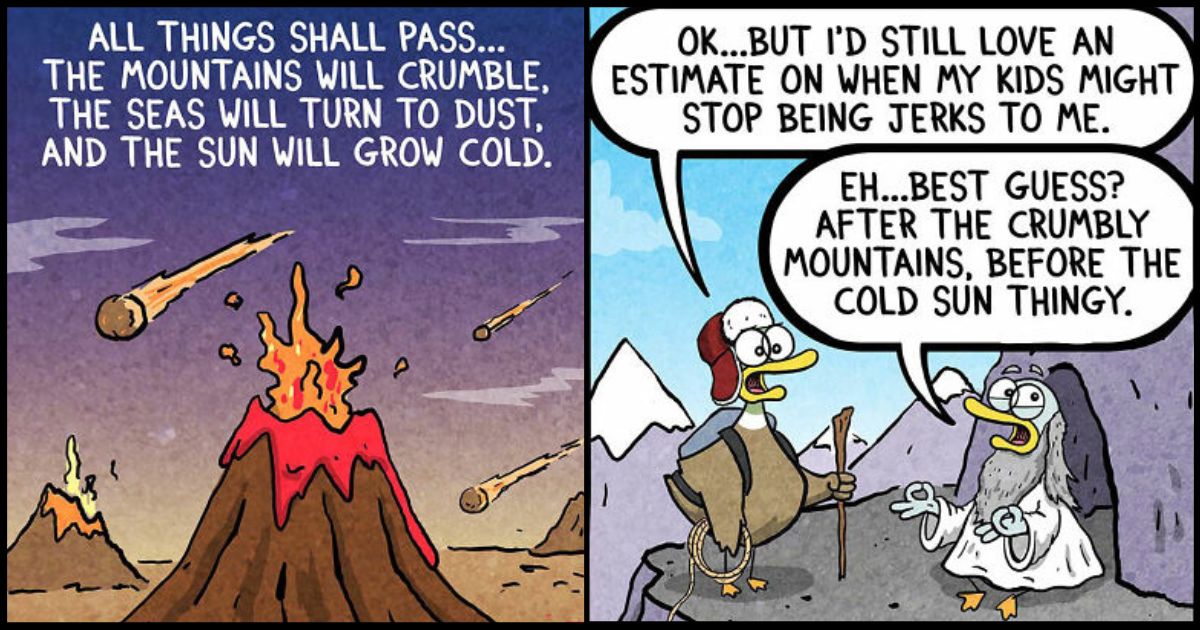 ALL THINGS SHALL PASS...
THE MOUNTAINS WILL CRUMBLE,
THE SEAS WILL TURN TO DUST,
AND THE SUN WILL GROW COLD.
OK...BUT I'D STILL LOVE AN
ESTIMATE ON WHEN MY KIDS MIGHT
STOP BEING JERKS TO ME.
EH...BEST GUESS?
AFTER THE CRUMBLY
MOUNTAINS, BEFORE THE
COLD SUN THINGY.